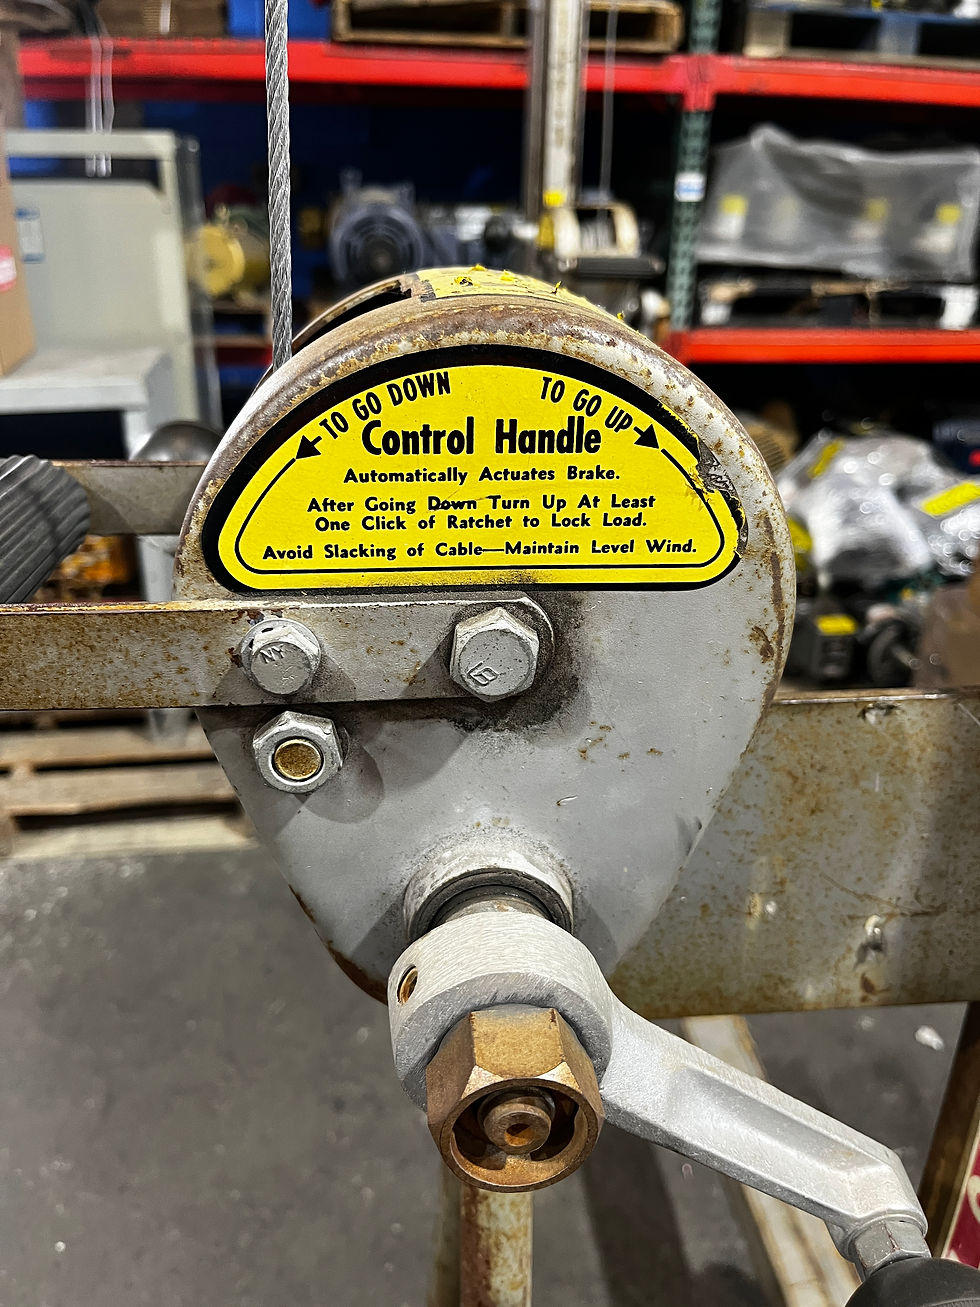 TO GO DOWN TO GO UP
Control Handle
Automatically Actuates Brake.
After Going Down Turn Up At Least
One Click of Ratchet to Lock Load.
Avoid Slacking of Cable—Maintain Level Wind.
NY